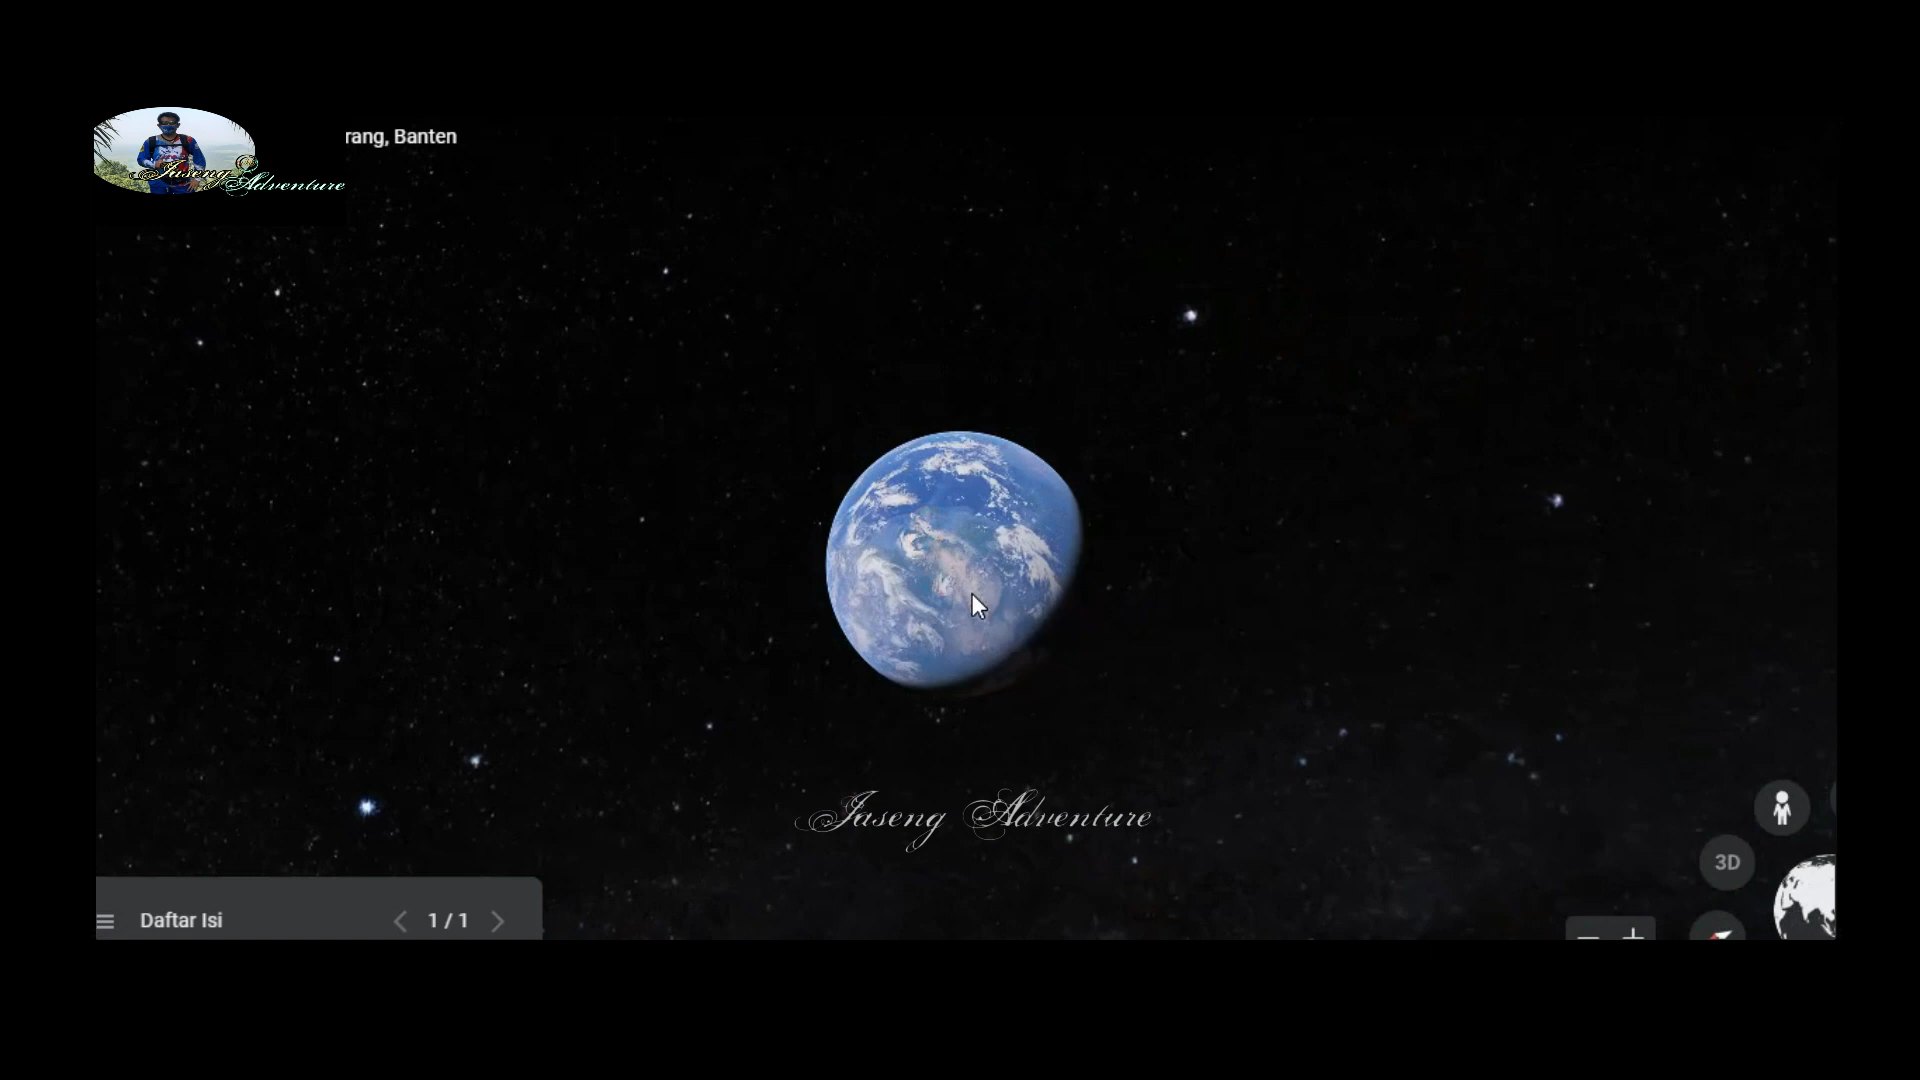 rang, Banten
Jaseng Adventure
Jaseng Adventure
3D
Daftar Isi
1 / 1